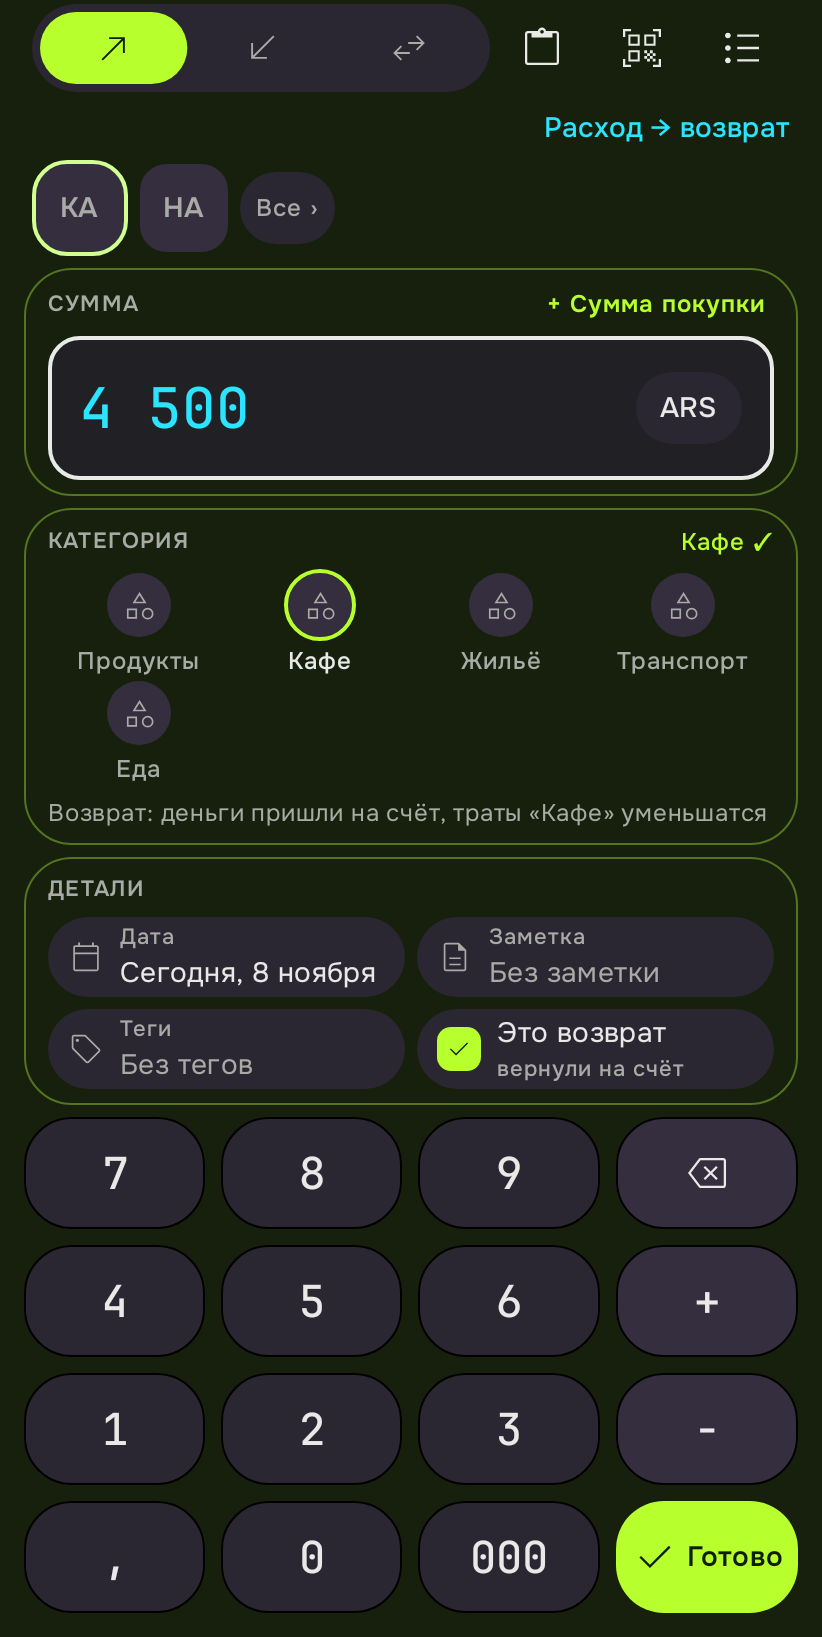 Расход → возврат
КА НА Все ›
СУММА + Сумма покупки
4 500 ARS
КАТЕГОРИЯ Кафе ✓
Продукты Кафе Жильё Транспорт
Еда
Возврат: деньги пришли на счёт, траты «Кафе» уменьшатся
ДЕТАЛИ
Дата Заметка
Сегодня, 8 ноября Без заметки
Теги Это возврат
Без тегов вернули на счёт
7 8 9
4 5 6 +
1 2 3 -
, 0 000 Готово